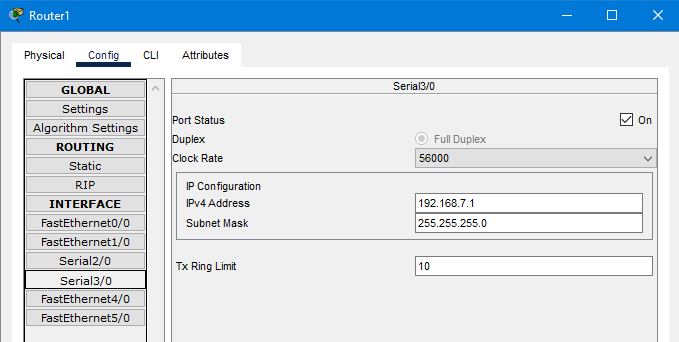 Router1
Physical Config CLI Attributes
GLOBAL
Settings
Algorithm Settings
ROUTING
Static
RIP
INTERFACE
FastEthernet0/0
FastEthernet1/0
Serial2/0
Serial3/0
FastEthernet4/0
FastEthernet5/0
Serial3/0
Port Status On
Duplex Full Duplex
Clock Rate 56000
IP Configuration
IPv4 Address 192.168.7.1
Subnet Mask 255.255.255.0
Tx Ring Limit 10